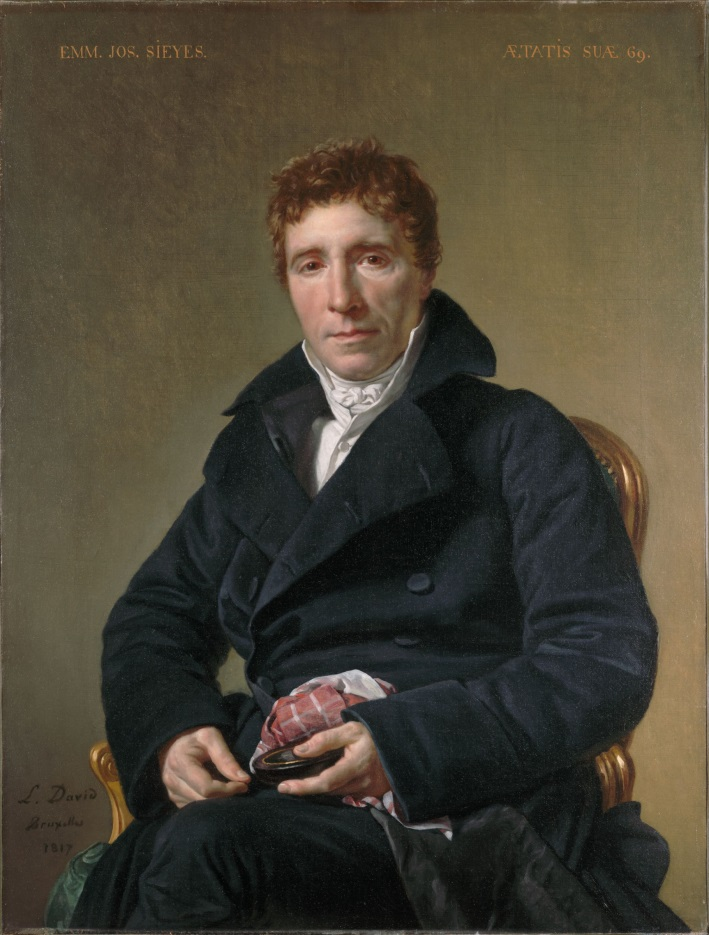 EMM. JOS. SIEYES.
ÆTATIS SUÆ 69.
L. David
Bruxelles
1817